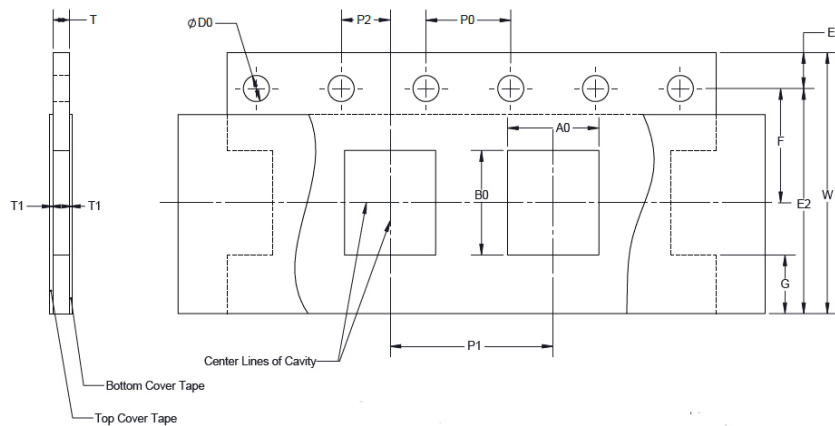 T
P2
P0
ϕD0
E
A0
F
B0
W
E2
T1
T1
G
Center Lines of Cavity
P1
Bottom Cover Tape
Top Cover Tape